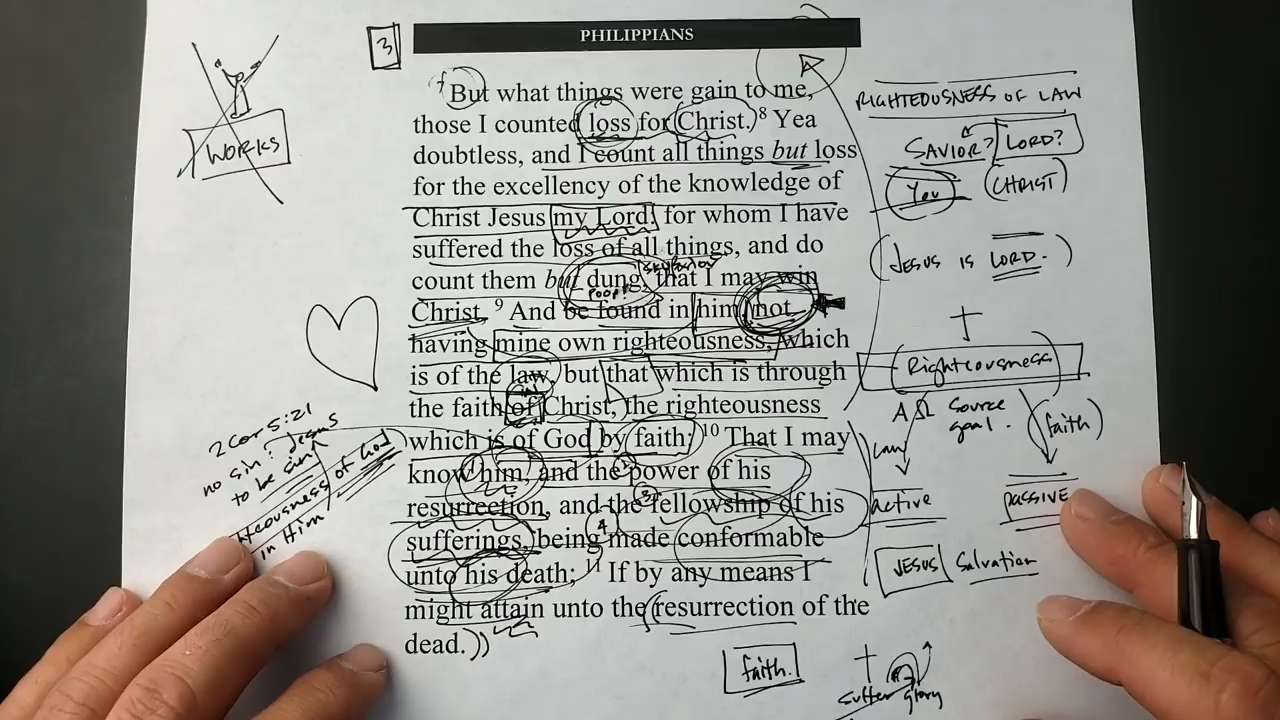 3
PHILIPPIANS
But what things were gain to me,
those I counted loss for Christ. 8 Yea
doubtless, and I count all things but loss
for the excellency of the knowledge of
Christ Jesus my Lord: for whom I have
suffered the loss of all things, and do
count them but dung, that I may win
poop!
Christ, 9 And be found in him, not
having mine own righteousness, which
is of the law, but that which is through
in
the faith of Christ, the righteousness
which is of God by faith; 10 That I may
1 2
know him, and the power of his
3
resurrection, and the fellowship of his
4
sufferings, being made conformable
unto his death; 11 If by any means I
might attain unto the resurrection of the
dead.))
WORKS
2 Cor 5:21
no sin: Jesus
to be sin
hteousness of God
in Him
RIGHTEOUSNESS OF LAW
SAVIOR? LORD?
You (CHRIST)
(JESUS IS LORD.)
(Righteousness)
A Ω Source
goal.
(faith)
Law
active
PASSIVE
JESUS Salvation
faith.
suffer glory